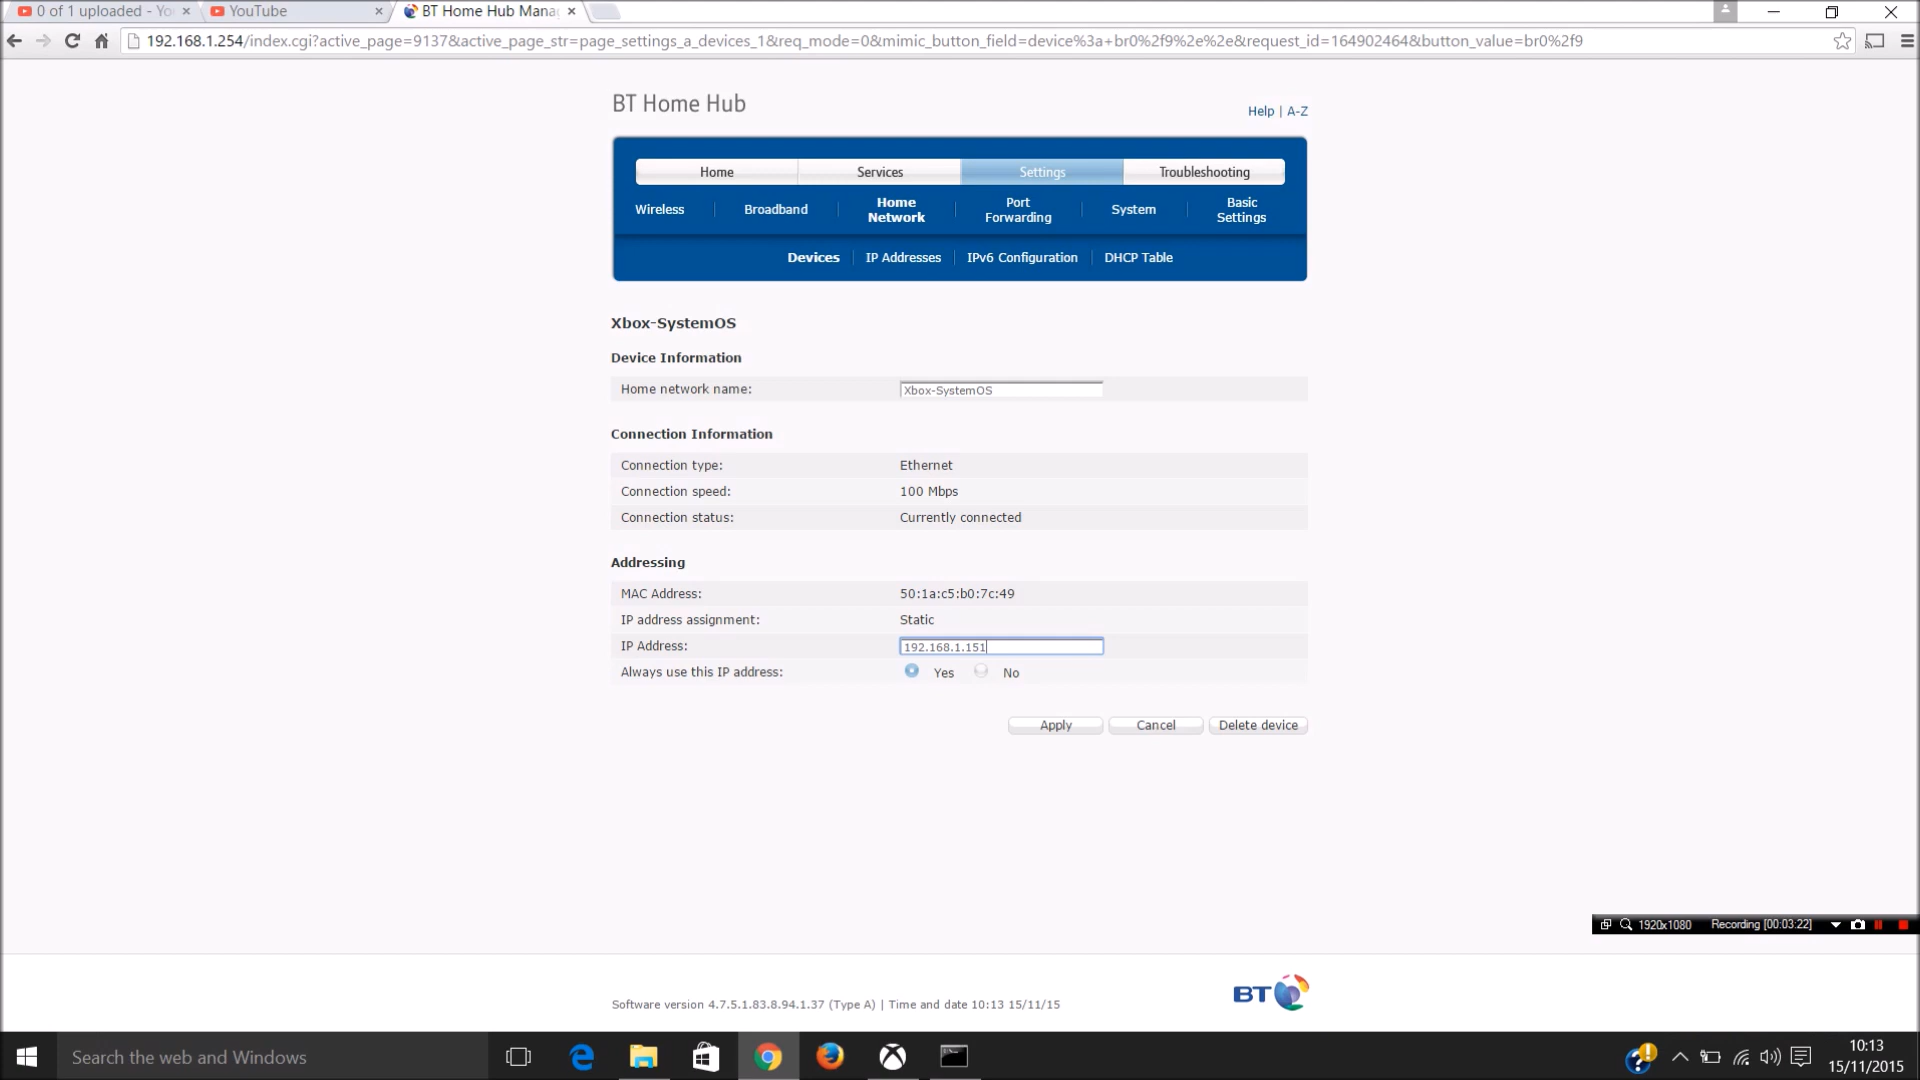 0 of 1 uploaded - Yo
YouTube
BT Home Hub Mana
192.168.1.254/index.cgi?active_page=9137&active_page_str=page_settings_a_devices_1&req_mode=0&mimic_button_field=device%3a+br0%2f9%2e%2e&request_id=164902464&button_value=br0%2f9
BT Home Hub
Help | A-Z
Home Services Settings Troubleshooting
Wireless Broadband Home Network Port Forwarding System Basic Settings
Devices IP Addresses IPv6 Configuration DHCP Table
Xbox-SystemOS
Device Information
Home network name: Xbox-SystemOS
Connection Information
Connection type: Ethernet
Connection speed: 100 Mbps
Connection status: Currently connected
Addressing
MAC Address: 50:1a:c5:b0:7c:49
IP address assignment: Static
IP Address: 192.168.1.151
Always use this IP address: Yes No
Apply Cancel Delete device
1920x1080 Recording [00:03:22]
BT
Software version 4.7.5.1.83.8.94.1.37 (Type A) | Time and date 10:13 15/11/15
Search the web and Windows
10:13
15/11/2015